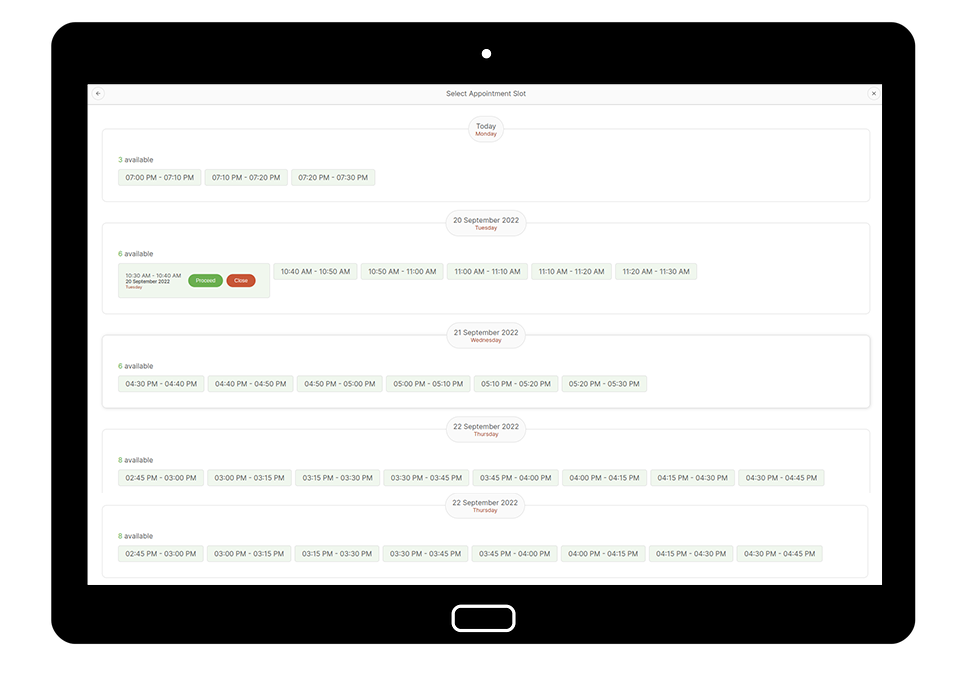 Select Appointment Slot
Today
Monday
3 available
07:00 PM - 07:10 PM 07:10 PM - 07:20 PM 07:20 PM - 07:30 PM
20 September 2022
Tuesday
6 available
10:30 AM - 10:40 AM
20 September 2022
Tuesday
Proceed Close
10:40 AM - 10:50 AM 10:50 AM - 11:00 AM 11:00 AM - 11:10 AM 11:10 AM - 11:20 AM 11:20 AM - 11:30 AM
21 September 2022
Wednesday
6 available
04:30 PM - 04:40 PM 04:40 PM - 04:50 PM 04:50 PM - 05:00 PM 05:00 PM - 05:10 PM 05:10 PM - 05:20 PM 05:20 PM - 05:30 PM
22 September 2022
Thursday
8 available
02:45 PM - 03:00 PM 03:00 PM - 03:15 PM 03:15 PM - 03:30 PM 03:30 PM - 03:45 PM 03:45 PM - 04:00 PM 04:00 PM - 04:15 PM 04:15 PM - 04:30 PM 04:30 PM - 04:45 PM
22 September 2022
Thursday
8 available
02:45 PM - 03:00 PM 03:00 PM - 03:15 PM 03:15 PM - 03:30 PM 03:30 PM - 03:45 PM 03:45 PM - 04:00 PM 04:00 PM - 04:15 PM 04:15 PM - 04:30 PM 04:30 PM - 04:45 PM